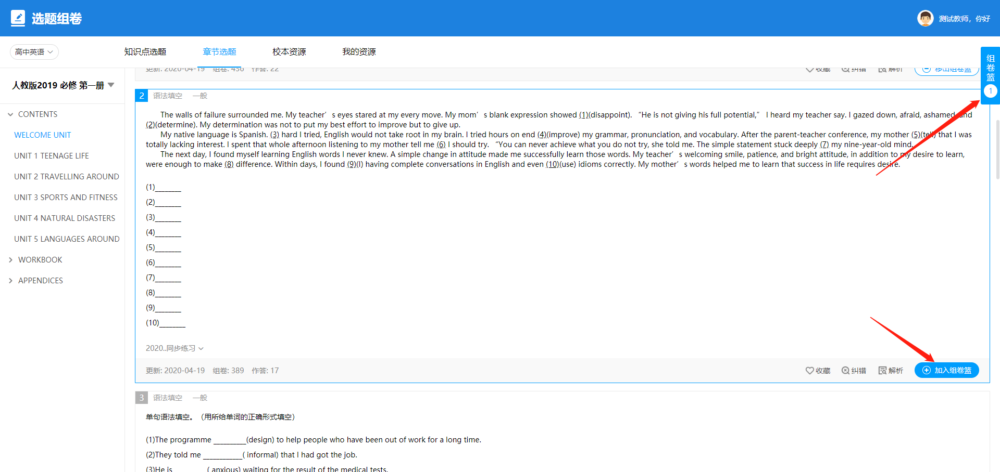 选题组卷
测试教师，你好
高中英语
知识点选题
章节选题
校本资源
我的资源
组卷篮
1
人教版2019 必修 第一册
CONTENTS
WELCOME UNIT
UNIT 1 TEENAGE LIFE
UNIT 2 TRAVELLING AROUND
UNIT 3 SPORTS AND FITNESS
UNIT 4 NATURAL DISASTERS
UNIT 5 LANGUAGES AROUND
WORKBOOK
APPENDICES
更新: 2020-04-19 组卷: 436 作答: 22
收藏 纠错 解析 移出组卷篮
2 语法填空 一般
The walls of failure surrounded me. My teacher’s eyes stared at my every move. My mom’s blank expression showed (1)(disappoint). “He is not giving his full potential,” I heard my teacher say. I gazed down, afraid, ashamed, and
(2)(determine). My determination was not to put my best effort to improve but to give up.
My native language is Spanish. (3) hard I tried, English would not take root in my brain. I tried hours on end (4)(improve) my grammar, pronunciation, and vocabulary. After the parent-teacher conference, my mother (5)(tell) that I was
totally lacking interest. I spent that whole afternoon listening to my mother tell me (6) I should try. “You can never achieve what you do not try, she told me. The simple statement stuck deeply (7) my nine-year-old mind.
The next day, I found myself learning English words I never knew. A simple change in attitude made me successfully learn those words. My teacher’s welcoming smile, patience, and bright attitude, in addition to my desire to learn,
were enough to make (8) difference. Within days, I found (9)(I) having complete conversations in English and even (10)(use) idioms correctly. My mother’s words helped me to learn that success in life requires desire.
(1)_______
(2)_______
(3)_______
(4)_______
(5)_______
(6)_______
(7)_______
(8)_______
(9)_______
(10)_______
2020..同步练习
更新: 2020-04-19 组卷: 389 作答: 17
收藏 纠错 解析 加入组卷篮
3 语法填空 一般
单句语法填空。（用所给单词的正确形式填空）
(1)The programme __________(design) to help people who have been out of work for a long time.
(2)They told me ____________( informal) that I had got the job.
(3)He is __________( anxious) waiting for the result of the medical tests.